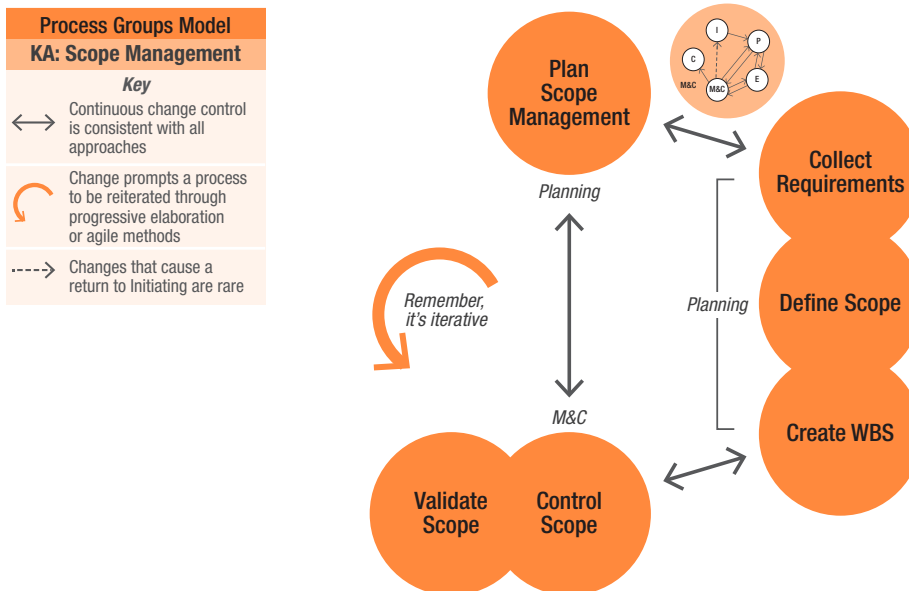 Process Groups Model
KA: Scope Management
Key
Continuous change control
is consistent with all
approaches
Change prompts a process
to be reiterated through
progressive elaboration
or agile methods
Changes that cause a
return to Initiating are rare
Plan
Scope
Management
I
P
C
E
M&C
M&C
Collect
Requirements
Planning
Define Scope
Planning
Remember,
it's iterative
M&C
Create WBS
Validate
Scope
Control
Scope